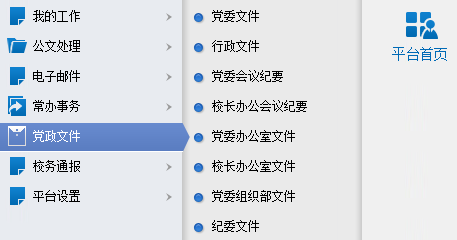 我的工作
公文处理
电子邮件
常办事务
党政文件
校务通报
平台设置
党委文件
行政文件
党委会议纪要
校长办公会议纪要
党委办公室文件
校长办公室文件
党委组织部文件
纪委文件
平台首页